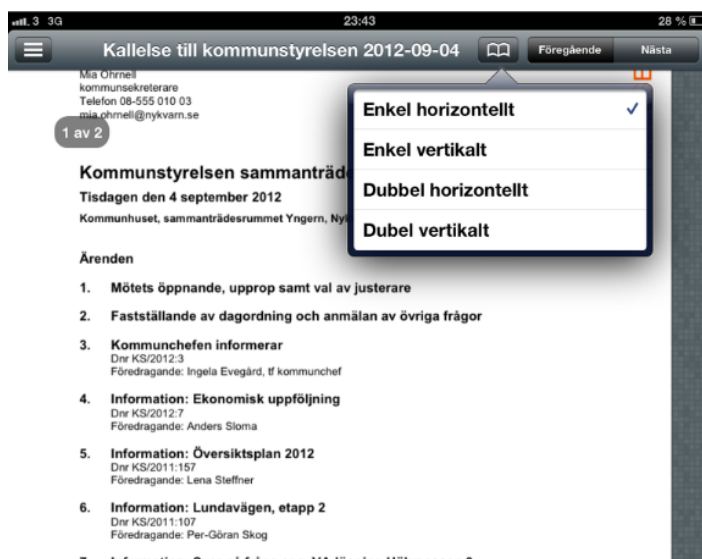 3 3G 23:43 28 %
Kallelse till kommunstyrelsen 2012-09-04 Föregående Nästa
Mia Ohrnell
kommunsekreterare
Telefon 08-555 010 03
mia.ohrnell@nykvarn.se
1 av 2
Enkel horizontellt
Enkel vertikalt
Dubbel horizontellt
Dubel vertikalt
Kommunstyrelsen sammanträde
Tisdagen den 4 september 2012
Kommunhuset, sammanträdesrummet Yngern,
Ärenden
1. Mötets öppnande, upprop samt val av justerare
2. Fastställande av dagordning och anmälan av övriga frågor
3. Kommunchefen informerar
Dnr KS/2012:3
Föredragande: Ingela Evegård, tf kommunchef
4. Information: Ekonomisk uppföljning
Dnr KS/2012:7
Föredragande: Anders Sloma
5. Information: Översiktsplan 2012
Dnr KS/2011:157
Föredragande: Lena Steffner
6. Information: Lundavägen, etapp 2
Dnr KS/2011:107
Föredragande: Per-Göran Skog